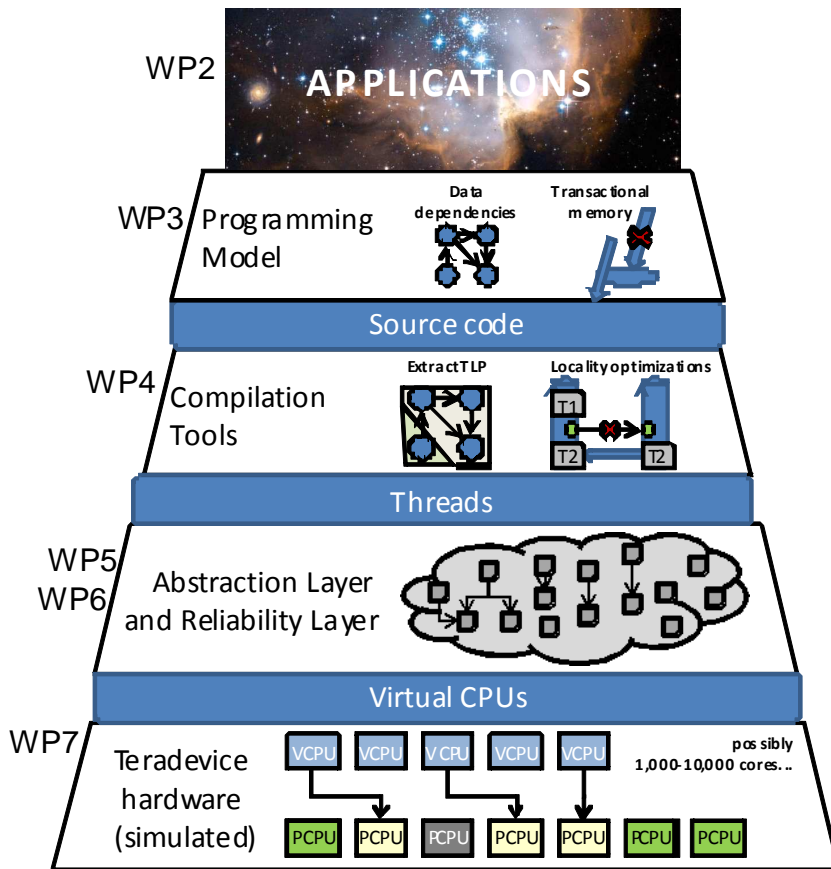 WP2
APPLICATIONS
WP3
Programming
Model
Data
dependencies
Transactional
memory
Source code
WP4
Compilation
Tools
Extract TLP
Locality optimizations
T1
T2
T2
Threads
WP5
WP6
Abstraction Layer
and Reliability Layer
Virtual CPUs
WP7
Teradevice
hardware
(simulated)
VCPU VCPU VCPU VCPU VCPU
possibly
1,000-10,000 cores...
PCPU PCPU PCPU PCPU PCPU PCPU PCPU